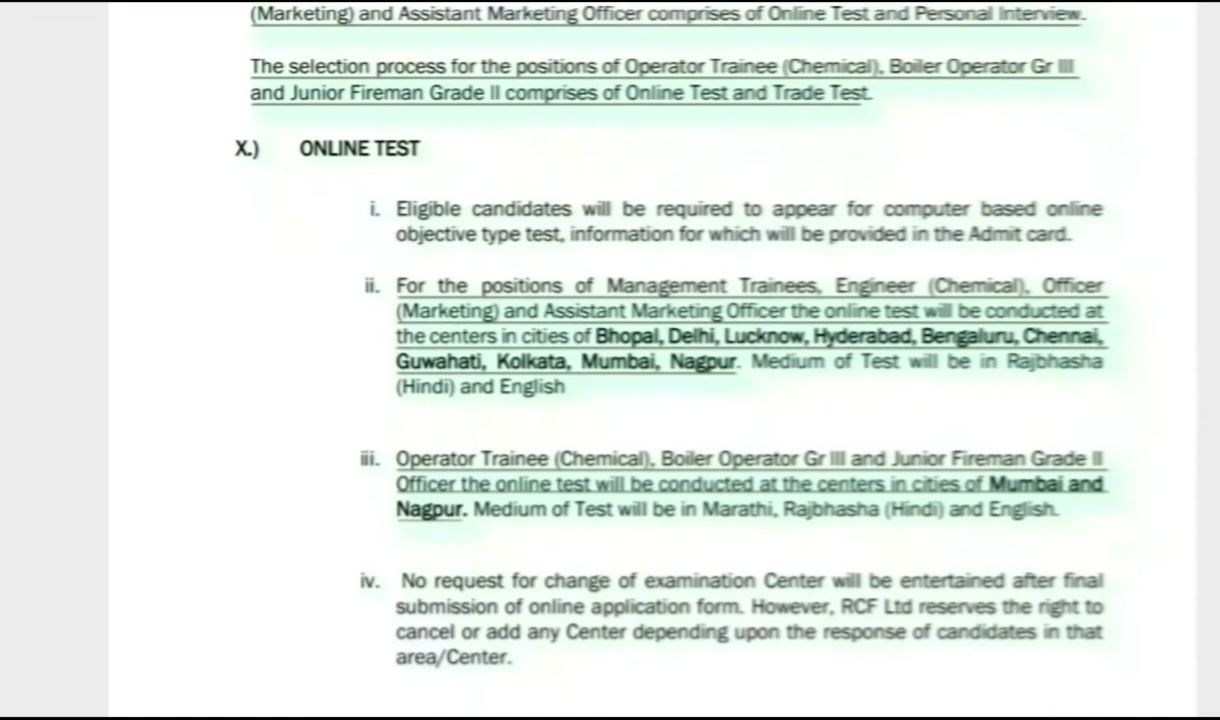 (Marketing) and Assistant Marketing Officer comprises of Online Test and Personal Interview.
The selection process for the positions of Operator Trainee (Chemical), Boiler Operator Gr III
and Junior Fireman Grade II comprises of Online Test and Trade Test.
X.) ONLINE TEST
i. Eligible candidates will be required to appear for computer based online
objective type test, information for which will be provided in the Admit card.
ii. For the positions of Management Trainees, Engineer (Chemical), Officer
(Marketing) and Assistant Marketing Officer the online test will be conducted at
the centers in cities of Bhopal, Delhi, Lucknow, Hyderabad, Bengaluru, Chennai,
Guwahati, Kolkata, Mumbai, Nagpur. Medium of Test will be in Rajbhasha
(Hindi) and English
iii. Operator Trainee (Chemical), Boiler Operator Gr III and Junior Fireman Grade II
Officer the online test will be conducted at the centers in cities of Mumbai and
Nagpur. Medium of Test will be in Marathi, Rajbhasha (Hindi) and English.
iv. No request for change of examination Center will be entertained after final
submission of online application form. However, RCF Ltd reserves the right to
cancel or add any Center depending upon the response of candidates in that
area/Center.